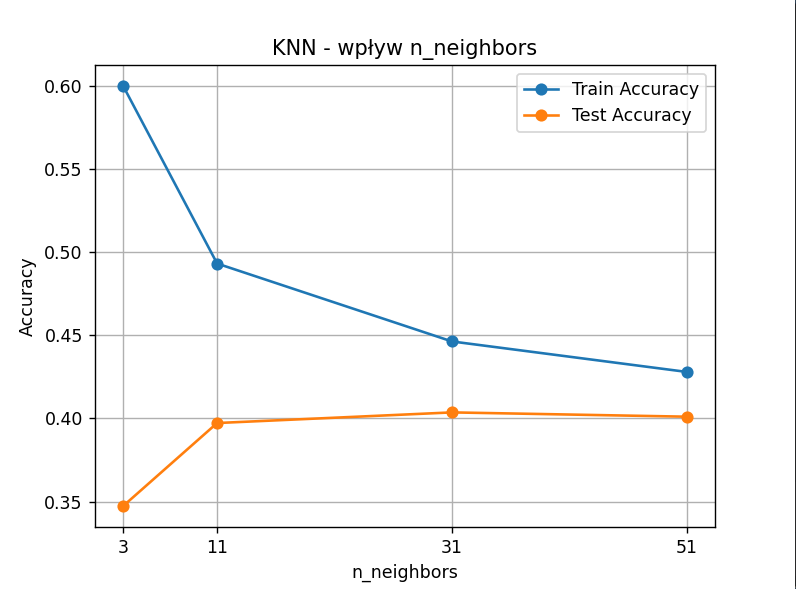 KNN - wpływ n_neighbors
Train Accuracy
Test Accuracy
Accuracy
0.60
0.55
0.50
0.45
0.40
0.35
3 11 31 51
n_neighbors